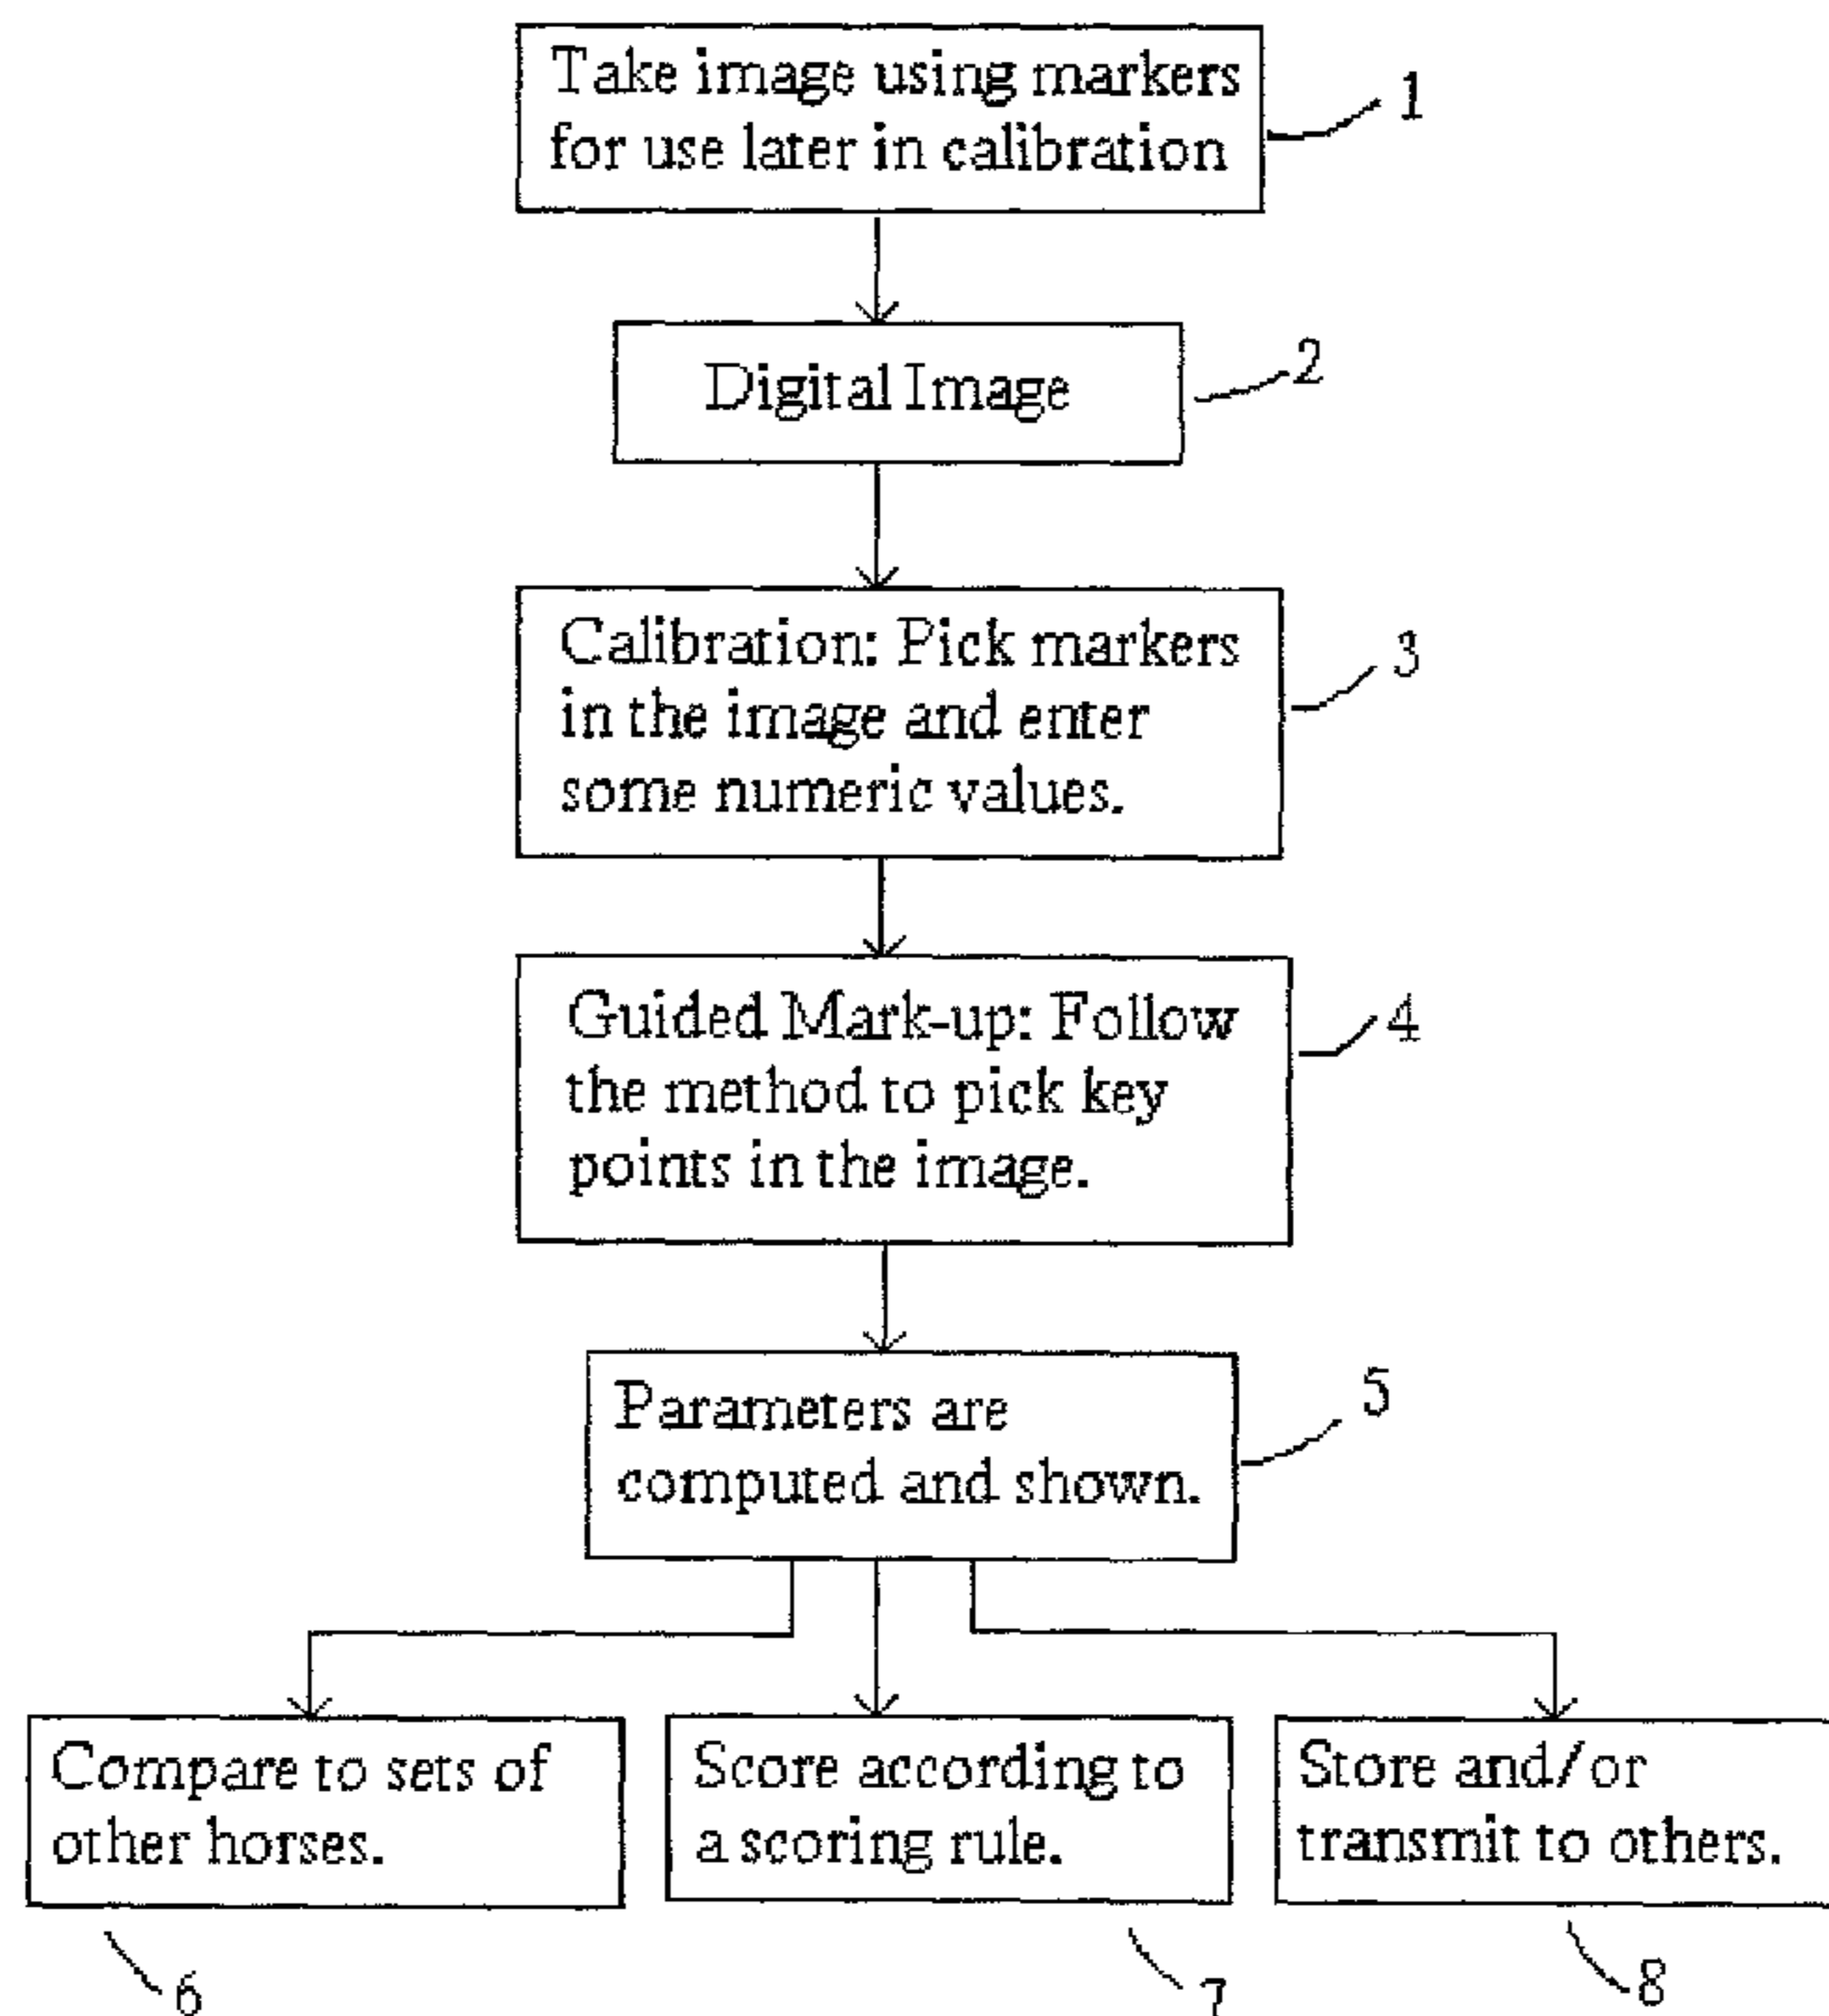 Take image using markers
for use later in calibration
1
Digital Image
2
Calibration: Pick markers
in the image and enter
some numeric values.
3
Guided Mark-up: Follow
the method to pick key
points in the image.
4
Parameters are
computed and shown.
5
Compare to sets of
other horses.
6
Score according to
a scoring rule.
7
Store and/or
transmit to others.
8